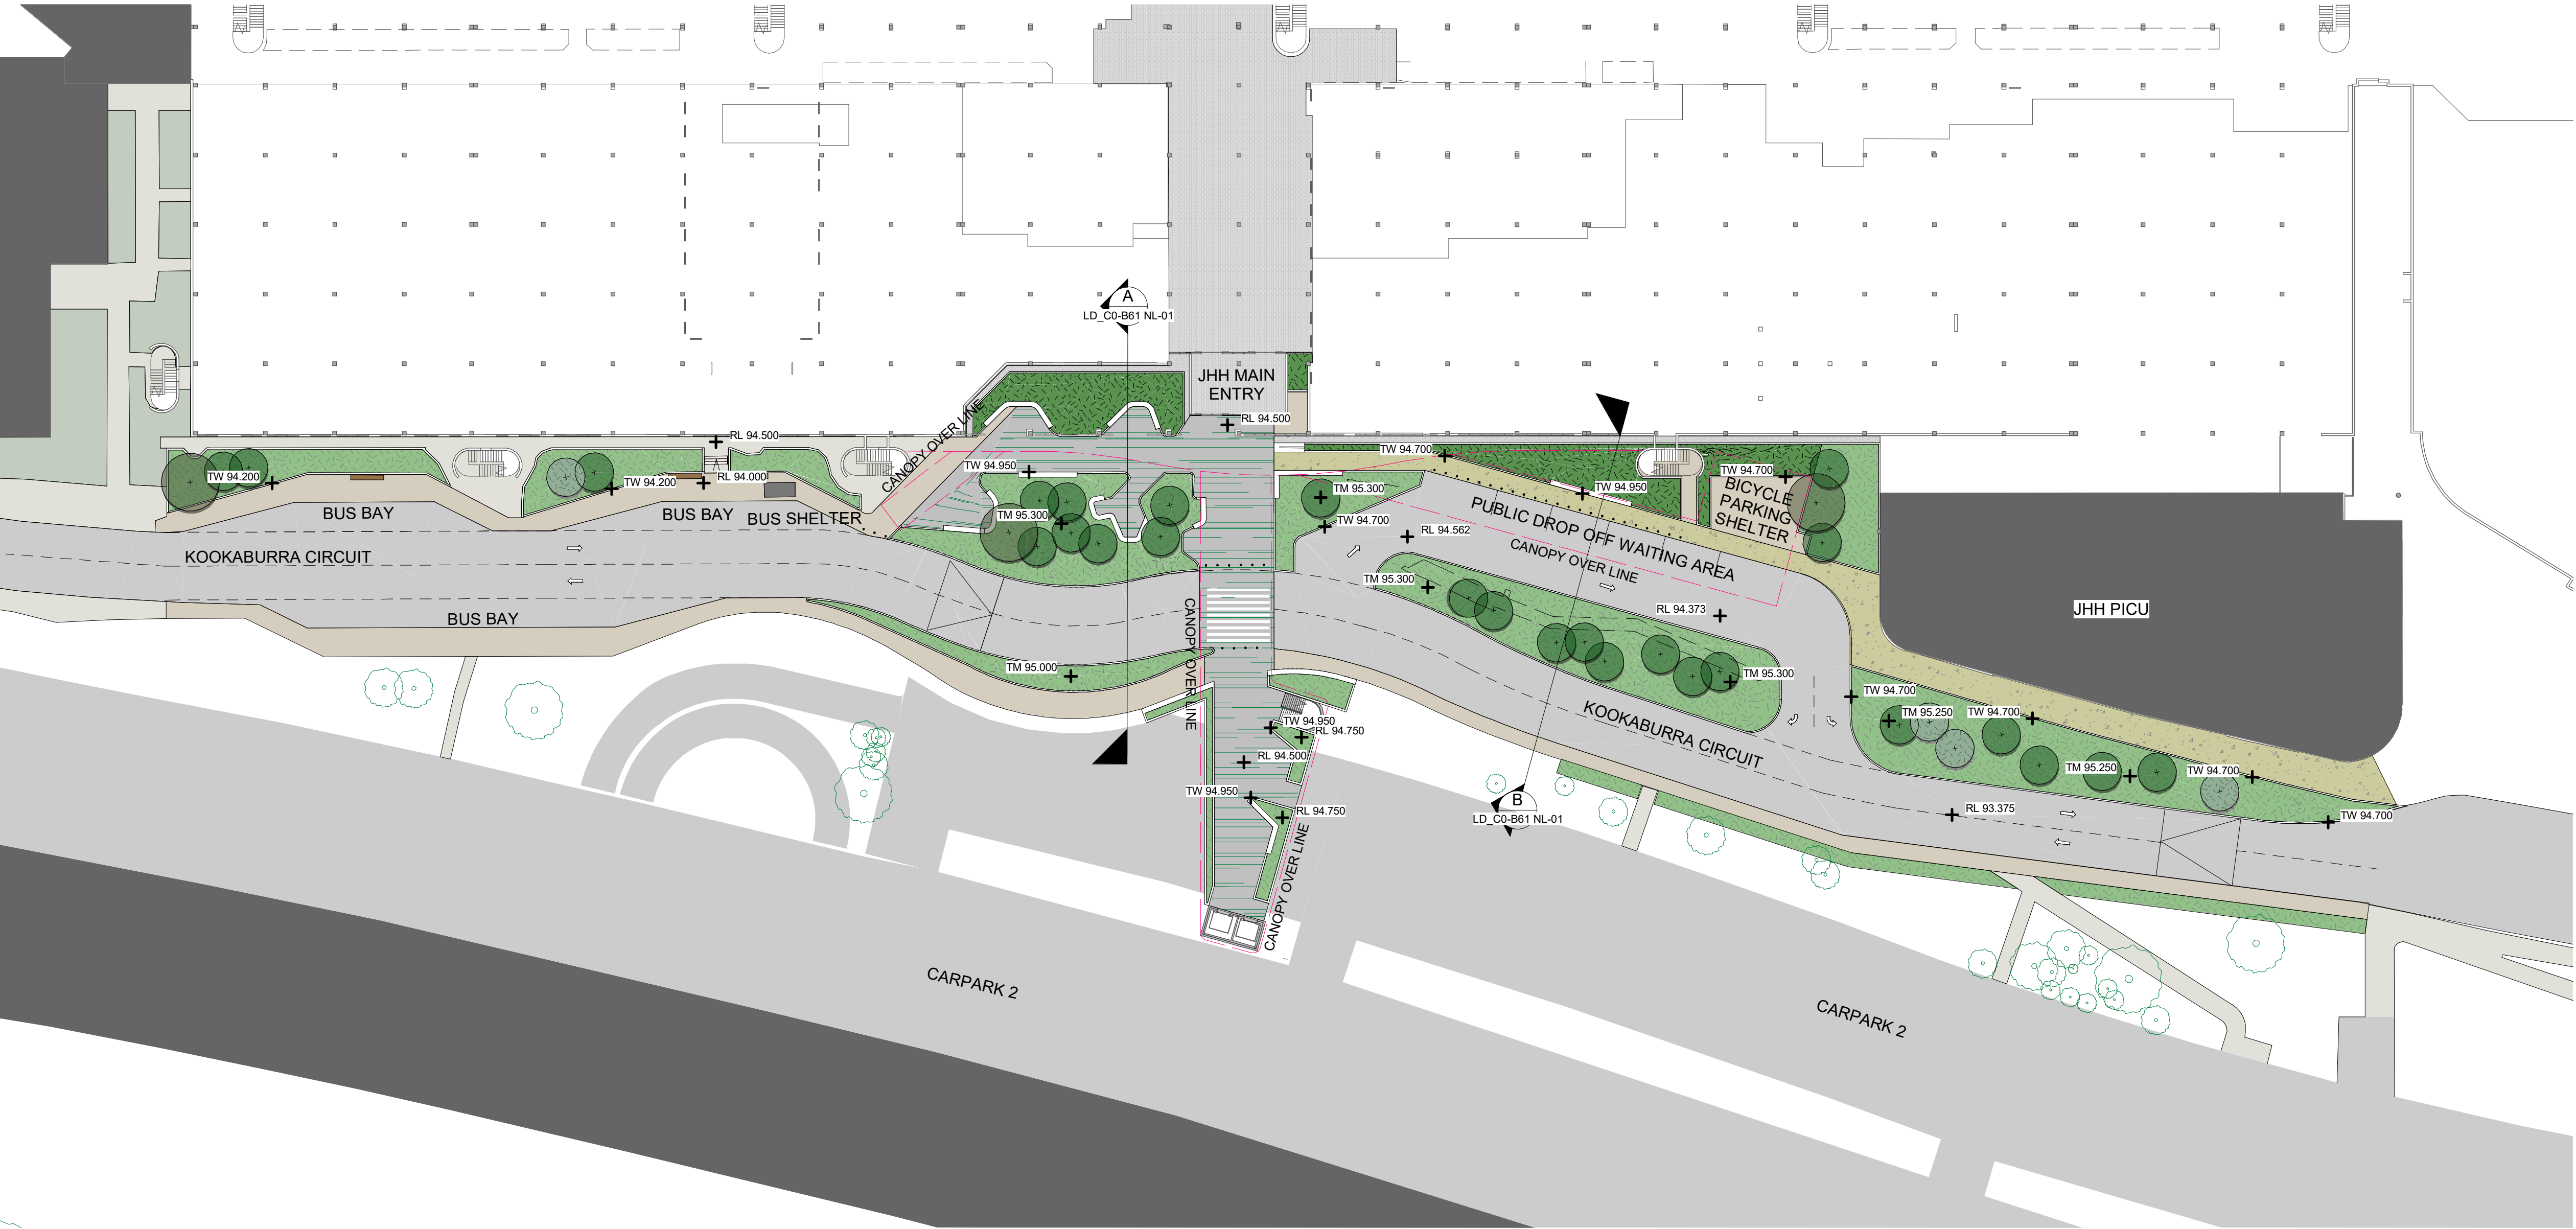 A
LD_C0-B61 NL-01
JHH MAIN
ENTRY
RL 94.500
CANOPY OVER LINE
RL 94.500
TW 94.700
TW 94.950
TW 94.200
TW 94.200
RL 94.000
TM 95.300
TW 94.700
TW 94.950
TW 94.700
BICYCLE
PARKING
SHELTER
BUS BAY
BUS BAY
BUS SHELTER
TM 95.300
TW 94.700
RL 94.562
PUBLIC DROP OFF WAITING AREA
CANOPY OVER LINE
KOOKABURRA CIRCUIT
TM 95.300
RL 94.373
JHH PICU
BUS BAY
CANOPY OVER LINE
TM 95.000
TM 95.300
TW 94.700
TM 95.250
TW 94.700
KOOKABURRA CIRCUIT
TW 94.950
RL 94.750
RL 94.500
TM 95.250
TW 94.700
TW 94.950
RL 94.750
B
LD_C0-B61 NL-01
RL 93.375
TW 94.700
CANOPY OVER LINE
CARPARK 2
CARPARK 2